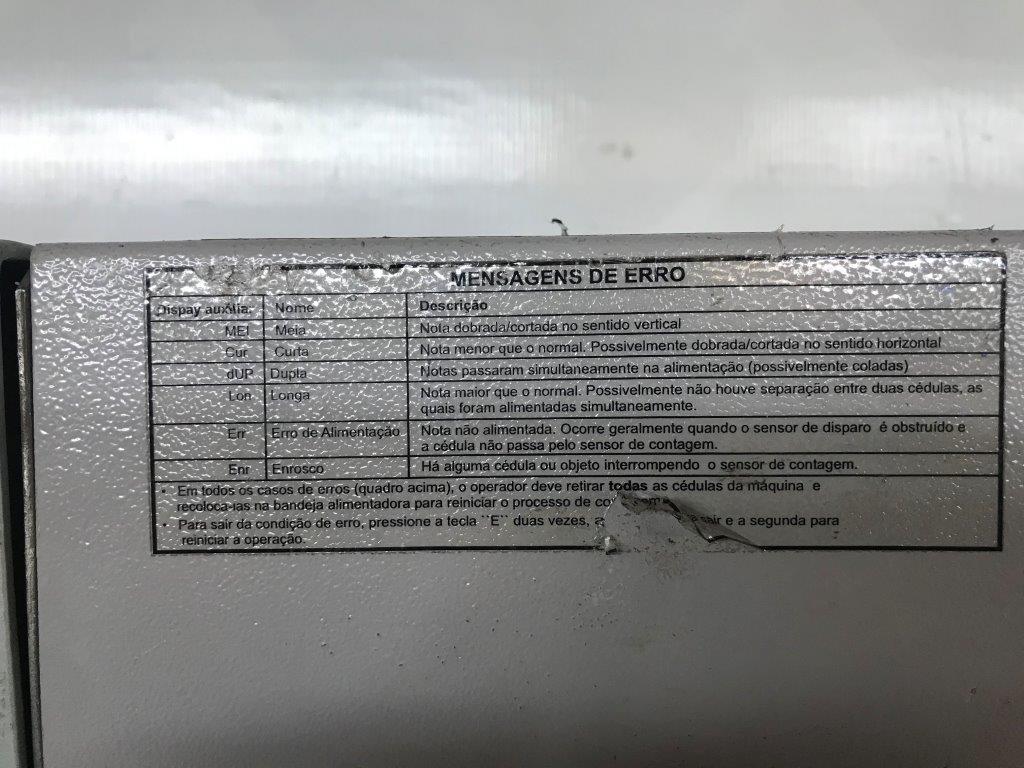 MENSAGENS DE ERRO
Dispay auxilia. Nome Descrição
MEI Meia Nota dobrada/cortada no sentido vertical
Cur Curta Nota menor que o normal. Possivelmente dobrada/cortada no sentido horizontal
dUP Dupla Notas passaram simultaneamente na alimentação (possivelmente coladas)
Lon Longa Nota maior que o normal. Possivelmente não houve separação entre duas cédulas, as
quais foram alimentadas simultaneamente.
Err Erro de Alimentação Nota não alimentada. Ocorre geralmente quando o sensor de disparo é obstruído e
a cédula não passa pelo sensor de contagem.
Enr Enrosco Há alguma cédula ou objeto interrompendo o sensor de contagem.
• Em todos os casos de erros (quadro acima), o operador deve retirar todas as cédulas da máquina e
recoloca-las na bandeja alimentadora para reiniciar o processo de
• Para sair da condição de erro, pressione a tecla ``E`` duas vezes, sair e a segunda para
reiniciar a operação.